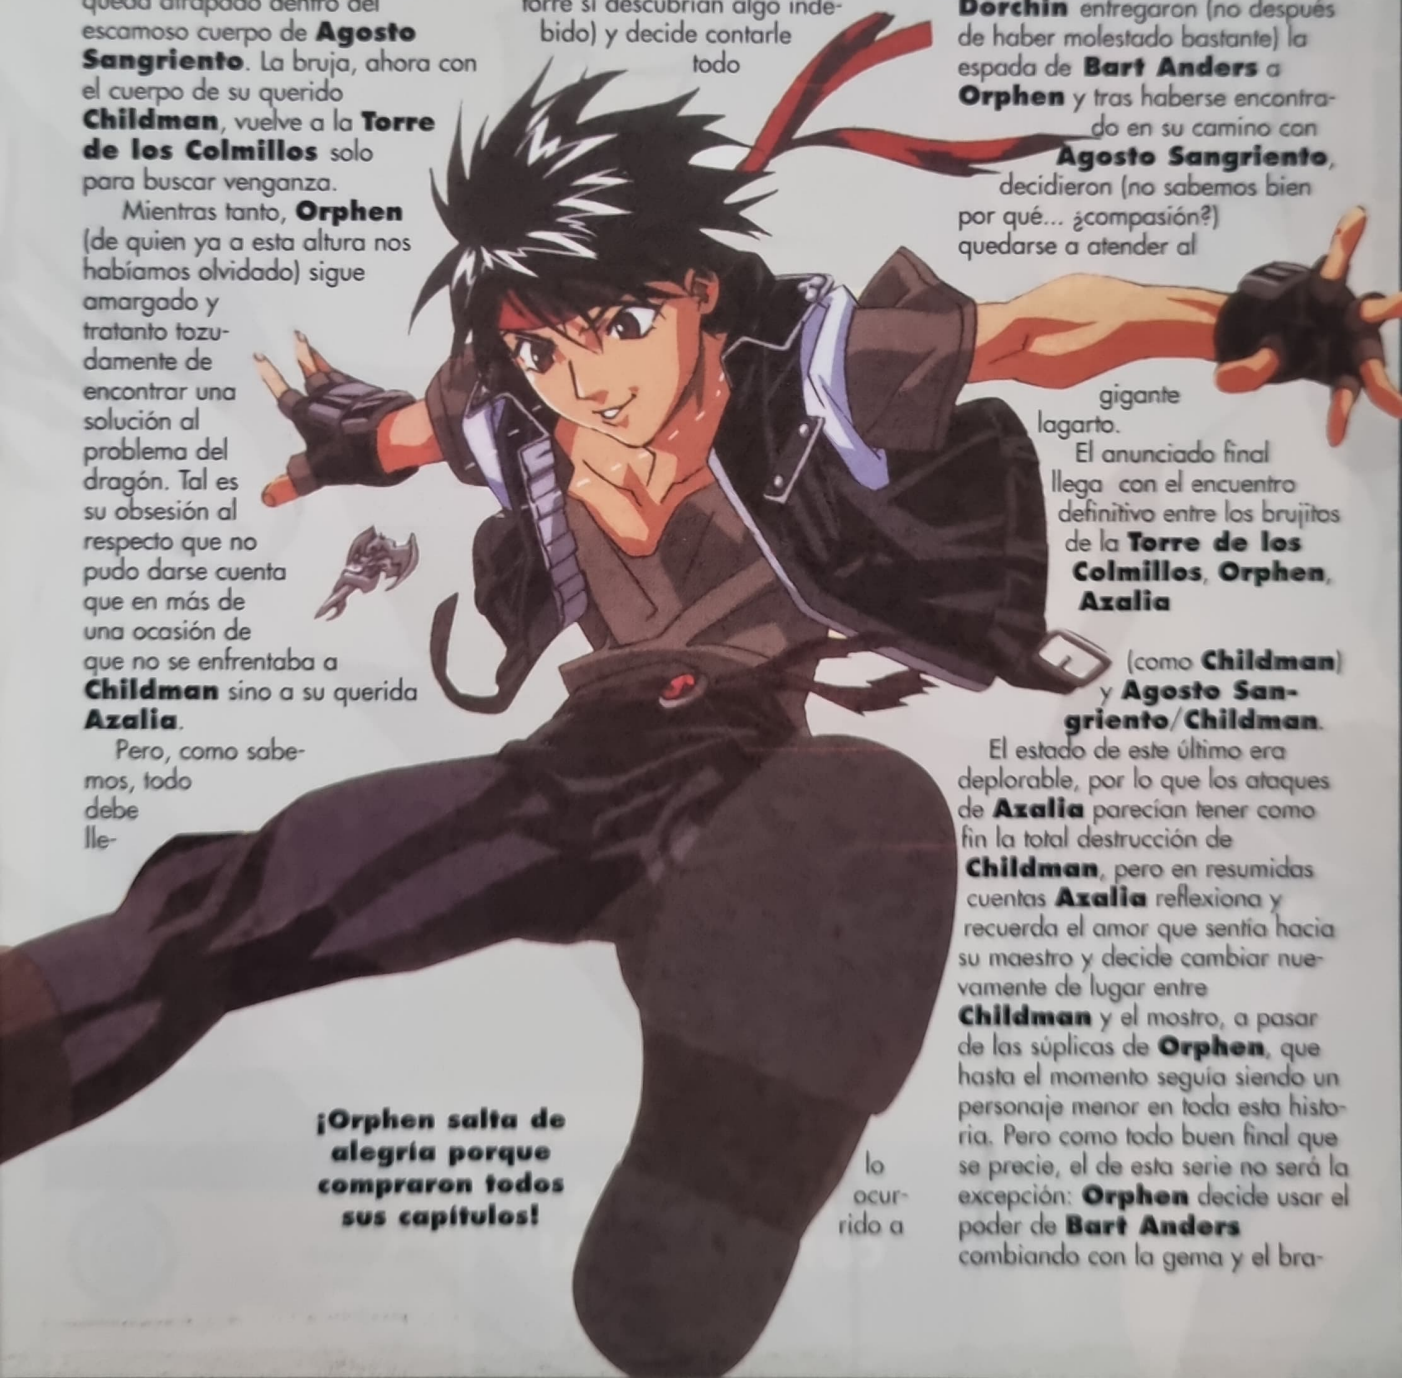 queda atrapado dentro del
escamoso cuerpo de Agosto
Sangriento. La bruja, ahora con
el cuerpo de su querido
Childman, vuelve a la Torre
de los Colmillos solo
para buscar venganza.
Mientras tanto, Orphen
(de quien ya a esta altura nos
habíamos olvidado) sigue
amargado y
tratanto tozu-
damente de
encontrar una
solución al
problema del
dragón. Tal es
su obsesión al
respecto que no
pudo darse cuenta
que en más de
una ocasión de
que no se enfrentaba a
Childman sino a su querida
Azalia.
Pero, como sabe-
mos, todo
debe
lle-
torre si descubrían algo inde-
bido) y decide contarle
todo
lo
ocur-
rido a
¡Orphen salta de
alegría porque
compraron todos
sus capítulos!
Dorchin entregaron (no después
de haber molestado bastante) la
espada de Bart Anders a
Orphen y tras haberse encontra-
do en su camino con
Agosto Sangriento,
decidieron (no sabemos bien
por qué... ¿compasión?)
quedarse a atender al
gigante
lagarto.
El anunciado final
llega con el encuentro
definitivo entre los brujitos
de la Torre de los
Colmillos, Orphen,
Azalia
(como Childman)
y Agosto San-
griento/Childman.
El estado de este último era
deplorable, por lo que los ataques
de Azalia parecían tener como
fin la total destrucción de
Childman, pero en resumidas
cuentas Azalia reflexiona y
recuerda el amor que sentía hacia
su maestro y decide cambiar nue-
vamente de lugar entre
Childman y el mostro, a pasar
de las súplicas de Orphen, que
hasta el momento seguía siendo un
personaje menor en toda esta histo-
ria. Pero como todo buen final que
se precie, el de esta serie no será la
excepción: Orphen decide usar el
poder de Bart Anders
combiando con la gema y el bra-